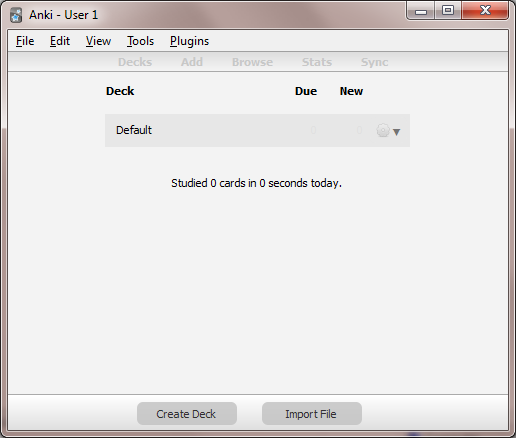 Anki - User 1
File Edit View Tools Plugins
Decks Add Browse Stats Sync
Deck Due New
Default 0 0
Studied 0 cards in 0 seconds today.
Create Deck Import File